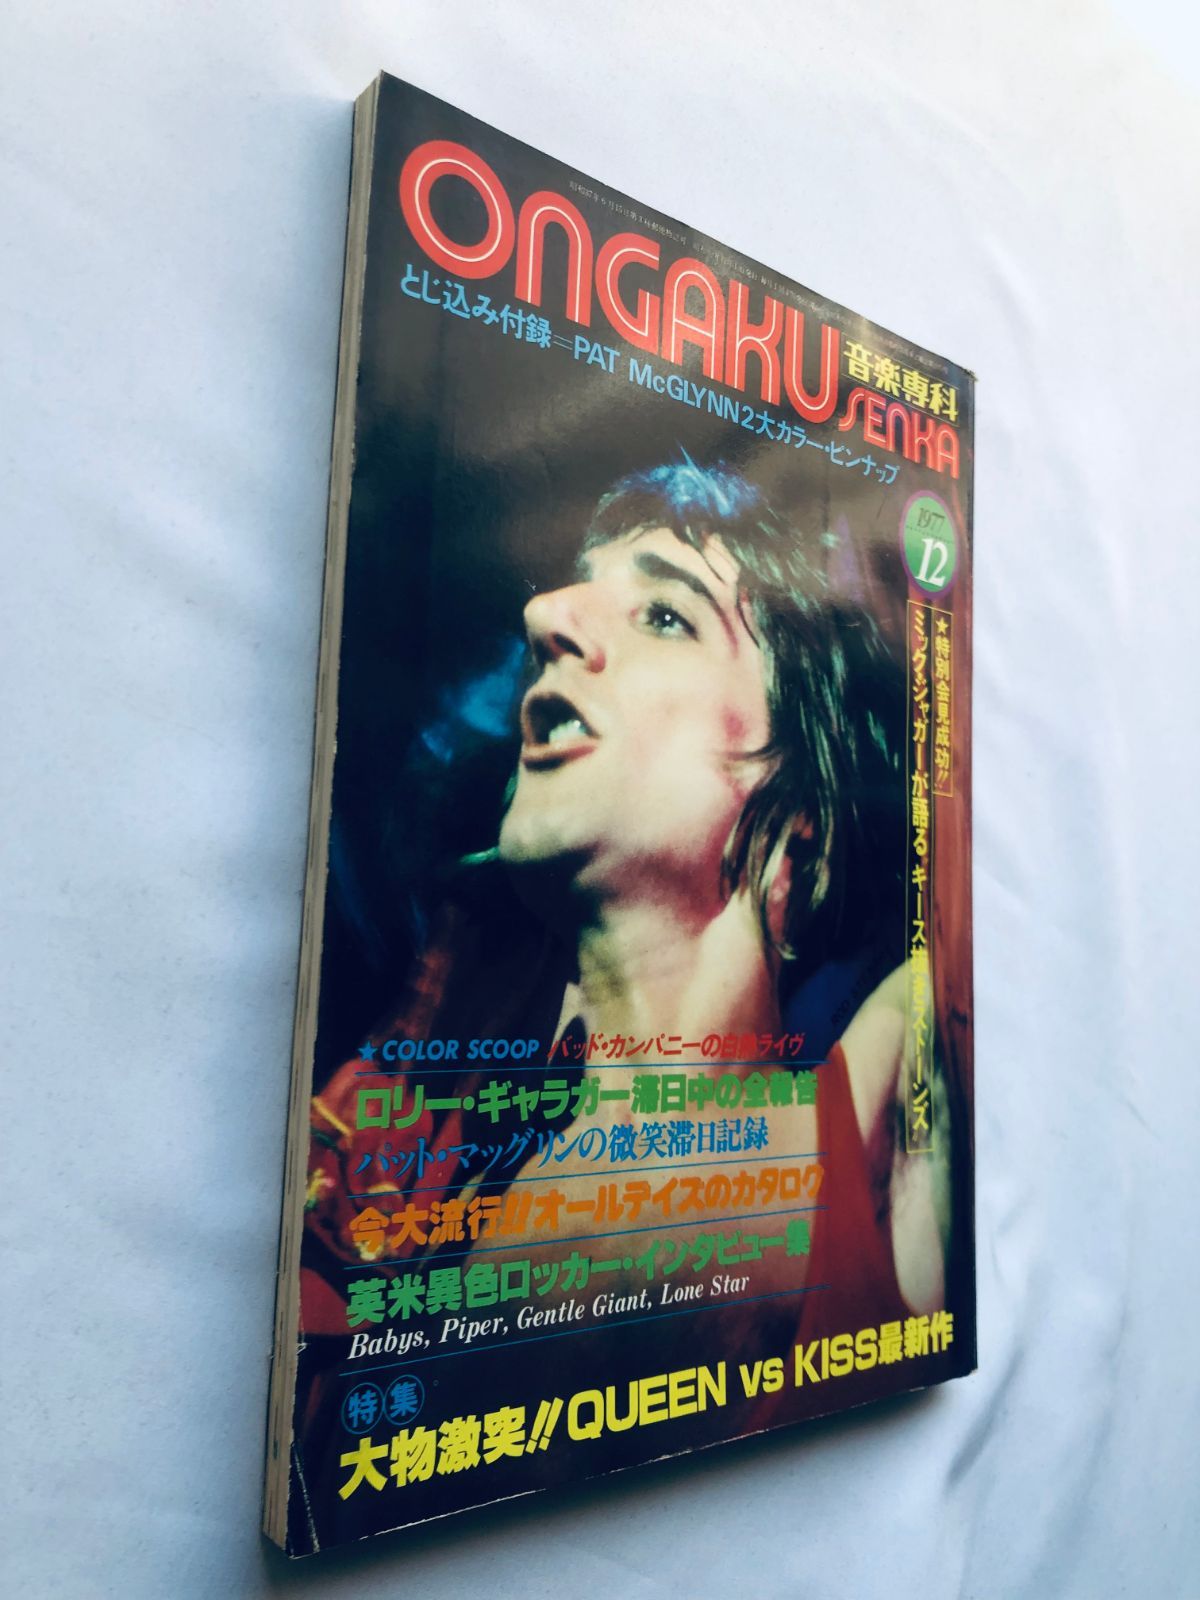 ONGAKU
音楽専科
SENKA
とじ込み付録=PAT McGLYNN2大カラー・ピンナップ
1977
12
★特別会見成功!!
ミック・ジャガーが語る“キース抜きストーンズ”
★COLOR SCOOP バッド・カンパニーの白熱ライヴ
ロリー・ギャラガー滞日中の全報告
パット・マッグリンの微笑滞日記録
今大流行!!オールデイズのカタログ
英米異色ロッカー・インタビュー集
Babys, Piper, Gentle Giant, Lone Star
特集
大物激突!! QUEEN vs KISS最新作